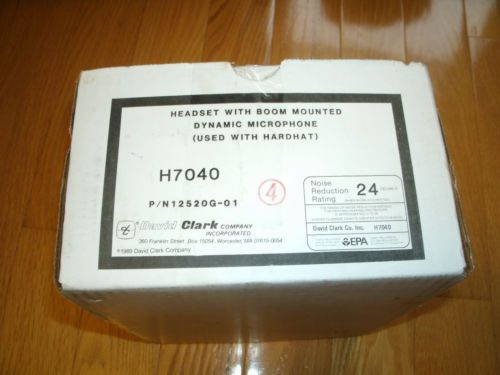 HEADSET WITH BOOM MOUNTED
DYNAMIC MICROPHONE
(USED WITH HARDHAT)
H7040
P/N12520G-01
4
David Clark COMPANY
INCORPORATED
360 Franklin Street, Box 15054, Worcester, MA 01615-0054
©1989 David Clark Company
Noise
Reduction
Rating
24 DECIBELS
David Clark Co. Inc. H7040
EPA